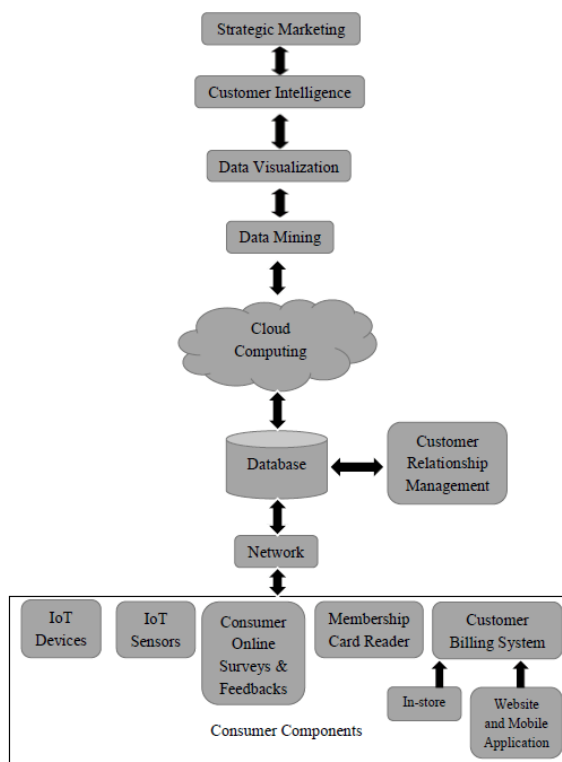 Strategic Marketing
Customer Intelligence
Data Visualization
Data Mining
Cloud
Computing
Database
Customer
Relationship
Management
Network
IoT
Devices
IoT
Sensors
Consumer
Online
Surveys &
Feedbacks
Membership
Card Reader
Customer
Billing System
In-store
Website
and Mobile
Application
Consumer Components